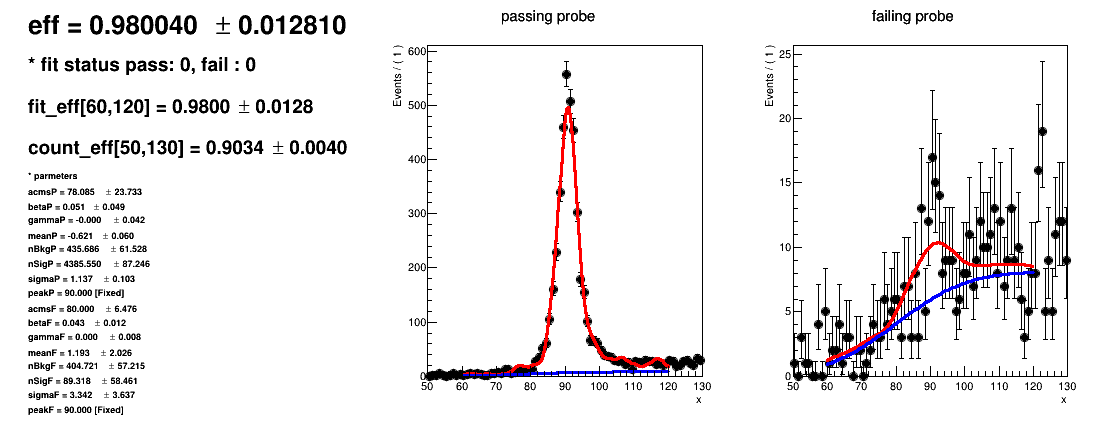 eff = 0.980040 ± 0.012810
* fit status pass: 0, fail : 0
fit_eff[60,120] = 0.9800 ± 0.0128
count_eff[50,130] = 0.9034 ± 0.0040
* parmeters
acmsP = 78.085 ± 23.733
betaP = 0.051 ± 0.049
gammaP = -0.000 ± 0.042
meanP = -0.621 ± 0.060
nBkgP = 435.686 ± 61.528
nSigP = 4385.550 ± 87.246
sigmaP = 1.137 ± 0.103
peakP = 90.000 [Fixed]
acmsF = 80.000 ± 6.476
betaF = 0.043 ± 0.012
gammaF = 0.000 ± 0.008
meanF = 1.193 ± 2.026
nBkgF = 404.721 ± 57.215
nSigF = 89.318 ± 58.461
sigmaF = 3.342 ± 3.637
peakF = 90.000 [Fixed]
passing probe
Events / ( 1 )
600
500
400
300
200
100
0
50 60 70 80 90 100 110 120 130
x
failing probe
Events / ( 1 )
25
20
15
10
5
0
50 60 70 80 90 100 110 120 130
x